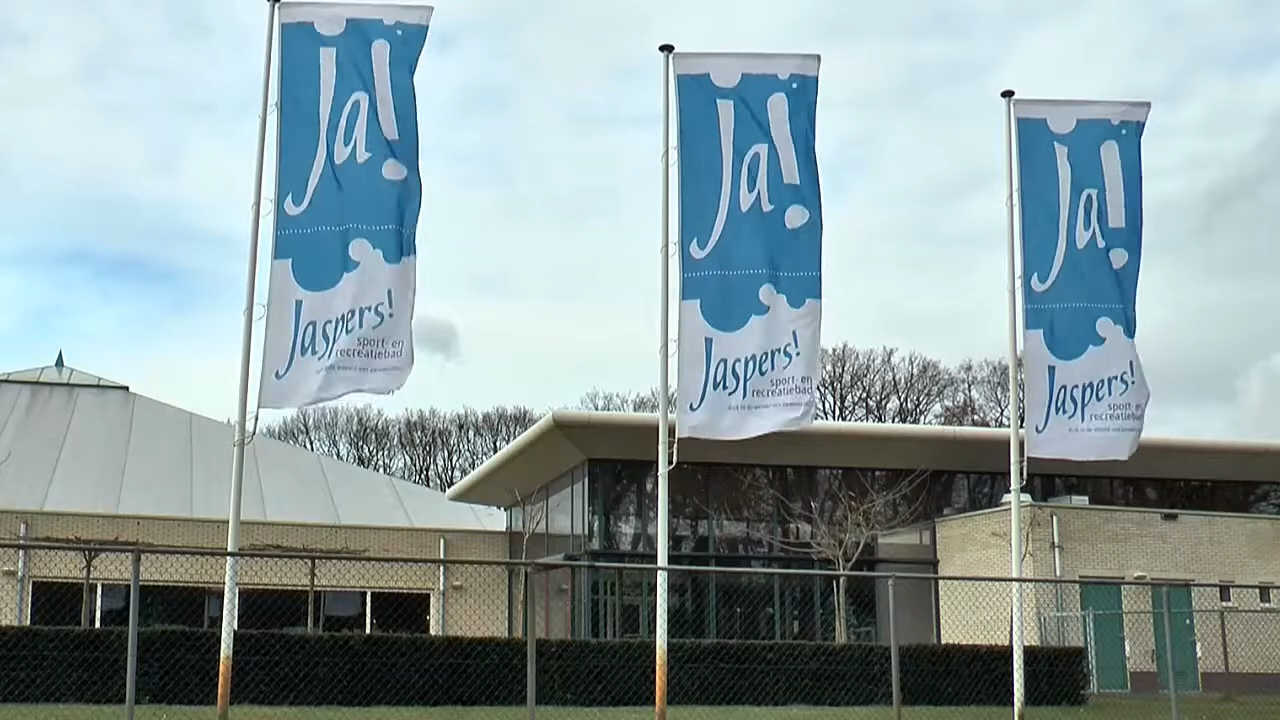 Ja!
Jaspers!
sport- en
recreatiebad
Ja!
Jaspers!
sport- en
recreatiebad
Ja!
Jaspers!
sport- en
recreatiebad